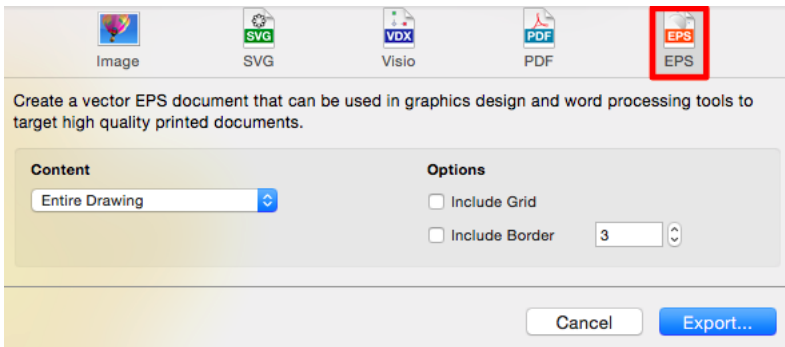 SVG VDX PDF EPS
Image SVG Visio PDF EPS
Create a vector EPS document that can be used in graphics design and word processing tools to
target high quality printed documents.
Content Options
Entire Drawing Include Grid
Include Border 3
Cancel Export...